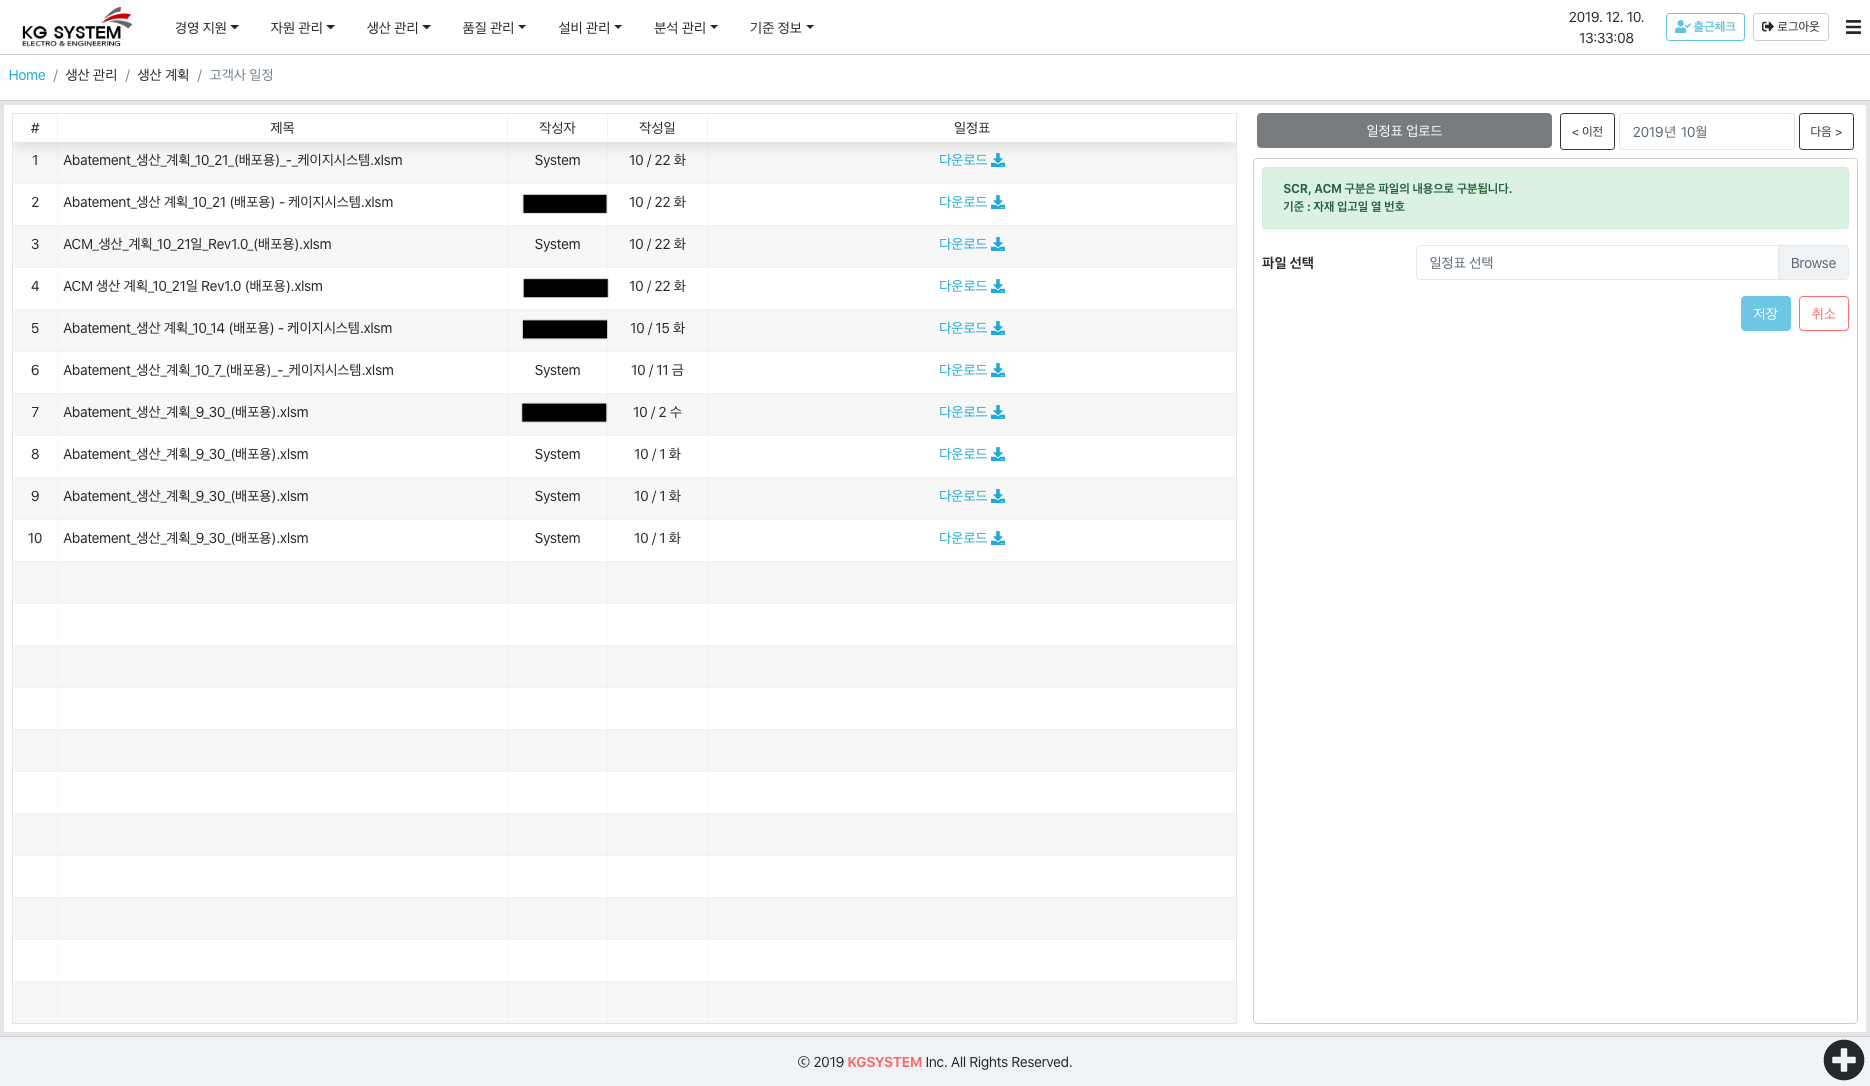 KG SYSTEM
ELECTRO & ENGINEERING
경영 지원 자원 관리 생산 관리 품질 관리 설비 관리 분석 관리 기준 정보
2019. 12. 10.
13:33:08
출근체크 로그아웃
Home / 생산 관리 / 생산 계획 / 고객사 일정
# 제목 작성자 작성일 일정표
1 Abatement_생산_계획_10_21_(배포용)_-_케이지시스템.xlsm System 10 / 22 화 다운로드
2 Abatement_생산 계획_10_21 (배포용) - 케이지시스템.xlsm 10 / 22 화 다운로드
3 ACM_생산_계획_10_21일_Rev1.0_(배포용).xlsm System 10 / 22 화 다운로드
4 ACM 생산 계획_10_21일 Rev1.0 (배포용).xlsm 10 / 22 화 다운로드
5 Abatement_생산 계획_10_14 (배포용) - 케이지시스템.xlsm 10 / 15 화 다운로드
6 Abatement_생산_계획_10_7_(배포용)_-_케이지시스템.xlsm System 10 / 11 금 다운로드
7 Abatement_생산_계획_9_30_(배포용).xlsm 10 / 2 수 다운로드
8 Abatement_생산_계획_9_30_(배포용).xlsm System 10 / 1 화 다운로드
9 Abatement_생산_계획_9_30_(배포용).xlsm System 10 / 1 화 다운로드
10 Abatement_생산_계획_9_30_(배포용).xlsm System 10 / 1 화 다운로드
일정표 업로드 < 이전 2019년 10월 다음 >
SCR, ACM 구분은 파일의 내용으로 구분됩니다.
기준 : 자재 입고일 열 번호
파일 선택 일정표 선택 Browse
저장 취소
© 2019 KGSYSTEM Inc. All Rights Reserved.